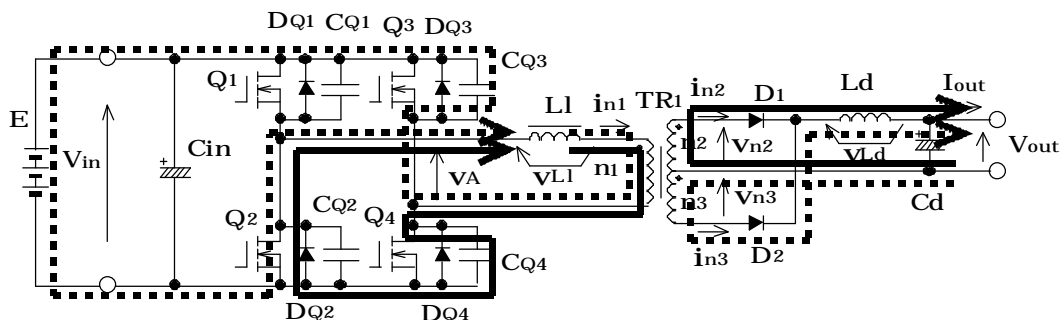 DQ1 CQ1 Q3 DQ3
CQ3
Q1
E
Vin
+
Cin
Ll
in1
TR1
in2
D1
Ld
Iout
n2
vn2
vLd
+
Vout
vA
vLl
n1
n3
vn3
Cd
Q2
CQ2
Q4
CQ4
in3
D2
DQ2
DQ4